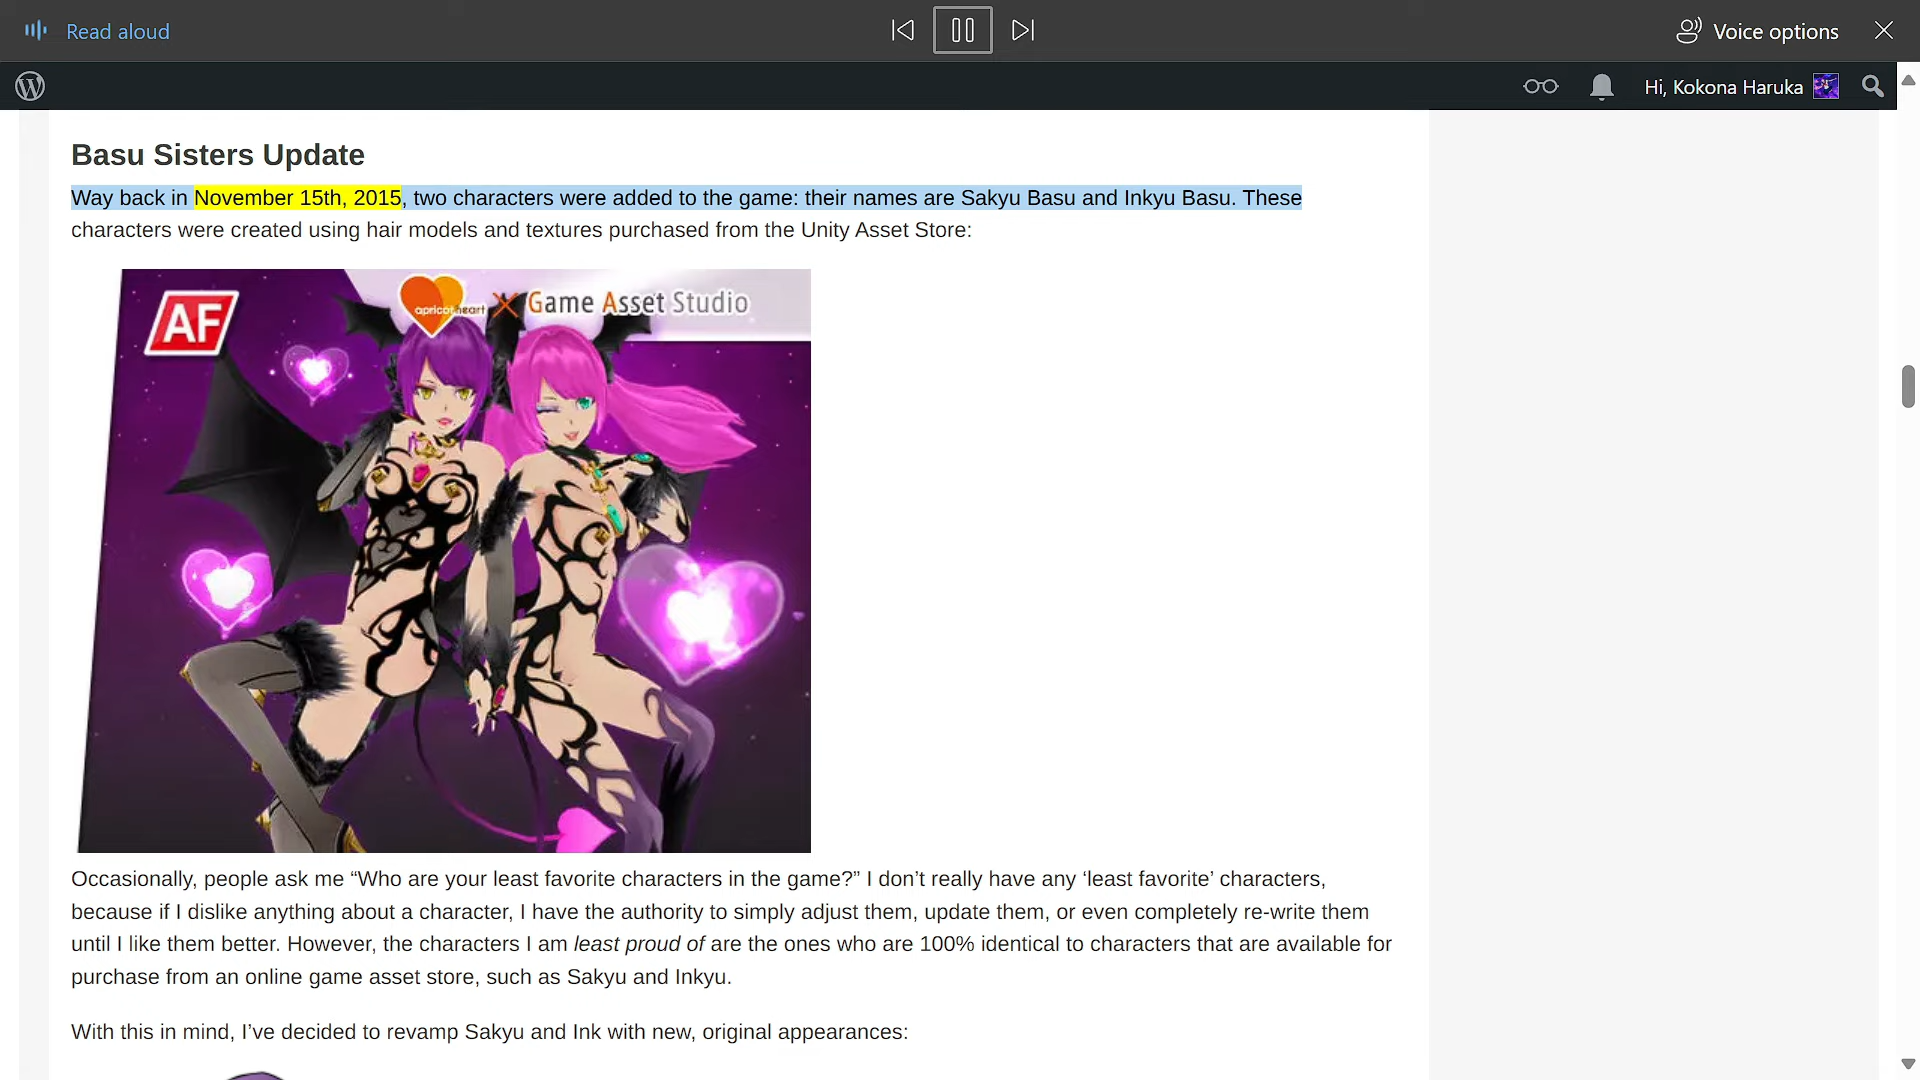 Read aloud
Voice options
Hi, Kokona Haruka
Basu Sisters Update
Way back in November 15th, 2015, two characters were added to the game: their names are Sakyu Basu and Inkyu Basu. These
characters were created using hair models and textures purchased from the Unity Asset Store:
AF
apricot heart
Game Asset Studio
Occasionally, people ask me “Who are your least favorite characters in the game?” I don’t really have any ‘least favorite’ characters,
because if I dislike anything about a character, I have the authority to simply adjust them, update them, or even completely re-write them
until I like them better. However, the characters I am least proud of are the ones who are 100% identical to characters that are available for
purchase from an online game asset store, such as Sakyu and Inkyu.
With this in mind, I’ve decided to revamp Sakyu and Ink with new, original appearances: